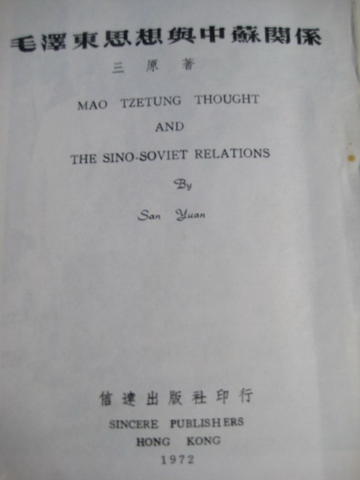 毛澤東思想與中蘇関係
三原著
MAO TZETUNG THOUGHT
AND
THE SINO-SOVIET RELATIONS
By
San Yuan
信達出版社印行
SINCERE PUBLISHERS
HONG KONG
1972